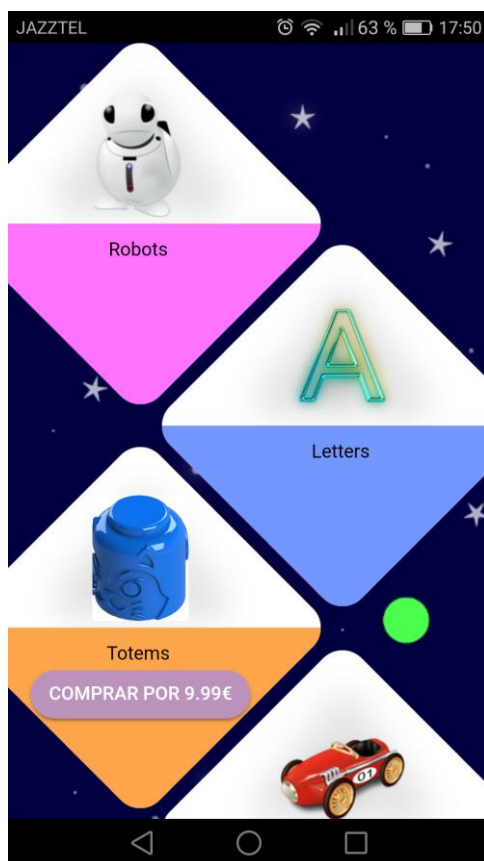 JAZZTEL 63 % 17:50
Robots
A
Letters
Totems
COMPRAR POR 9.99€
01